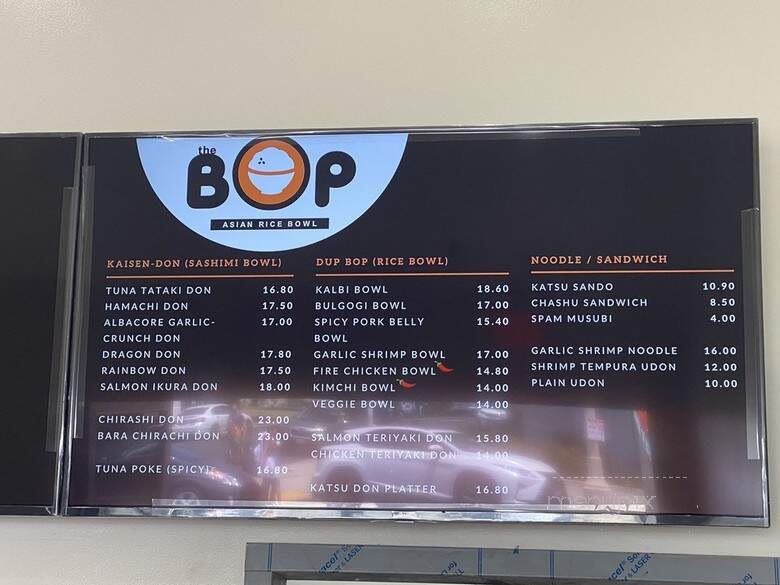 the
BOP
ASIAN RICE BOWL
KAISEN-DON (SASHIMI BOWL)
TUNA TATAKI DON 16.80
HAMACHI DON 17.50
ALBACORE GARLIC- 17.00
CRUNCH DON
DRAGON DON 17.80
RAINBOW DON 17.50
SALMON IKURA DON 18.00
CHIRASHI DON 23.00
BARA CHIRACHI DON 23.00
TUNA POKE (SPICY) 16.80
DUP BOP (RICE BOWL)
KALBI BOWL 18.60
BULGOGI BOWL 17.00
SPICY PORK BELLY 15.40
BOWL
GARLIC SHRIMP BOWL 17.00
FIRE CHICKEN BOWL 14.80
KIMCHI BOWL 14.00
VEGGIE BOWL 14.00
SALMON TERIYAKI DON 15.80
CHICKEN TERIYAKI DON 14.00
KATSU DON PLATTER 16.80
NOODLE / SANDWICH
KATSU SANDO 10.90
CHASHU SANDWICH 8.50
SPAM MUSUBI 4.00
GARLIC SHRIMP NOODLE 16.00
SHRIMP TEMPURA UDON 12.00
PLAIN UDON 10.00
menupix